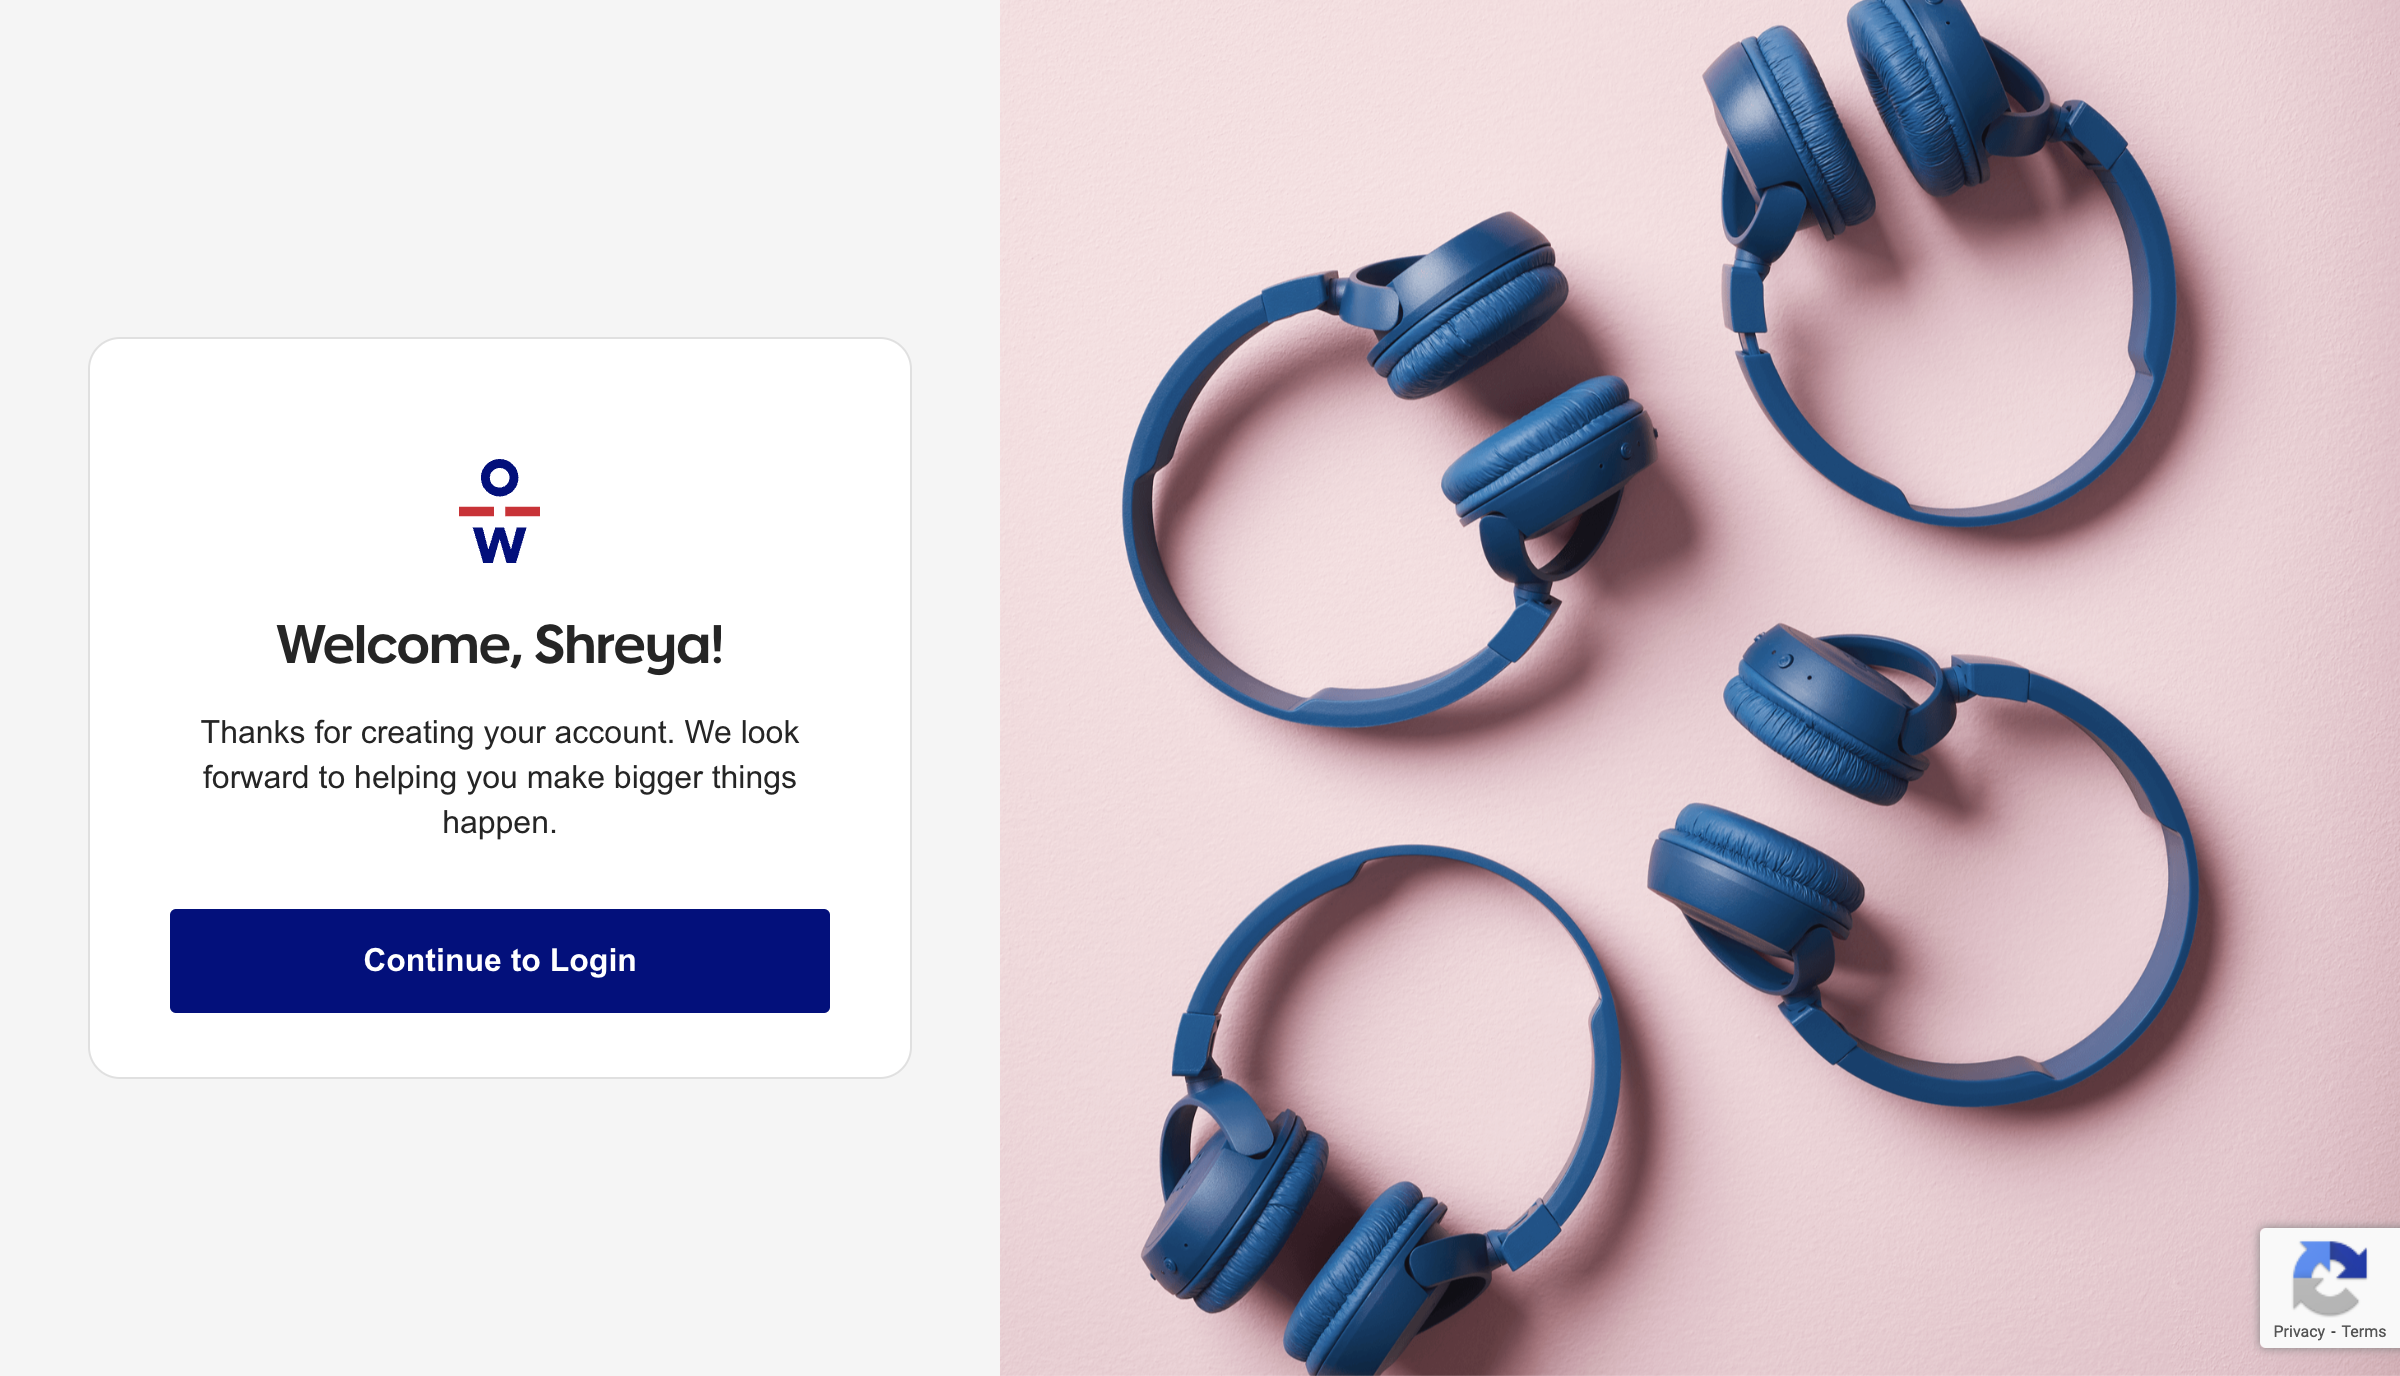 O
W
Welcome, Shreya!
Thanks for creating your account. We look
forward to helping you make bigger things
happen.
Continue to Login
Privacy - Terms